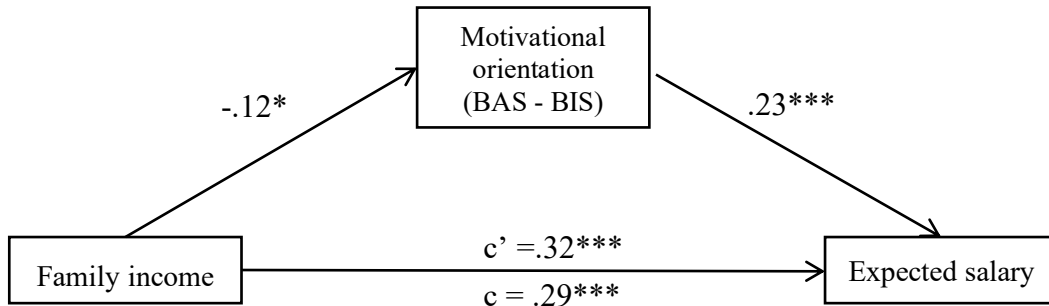 Motivational
orientation
(BAS - BIS)
-.12*
.23***
c’ =.32***
Family income
Expected salary
c = .29***